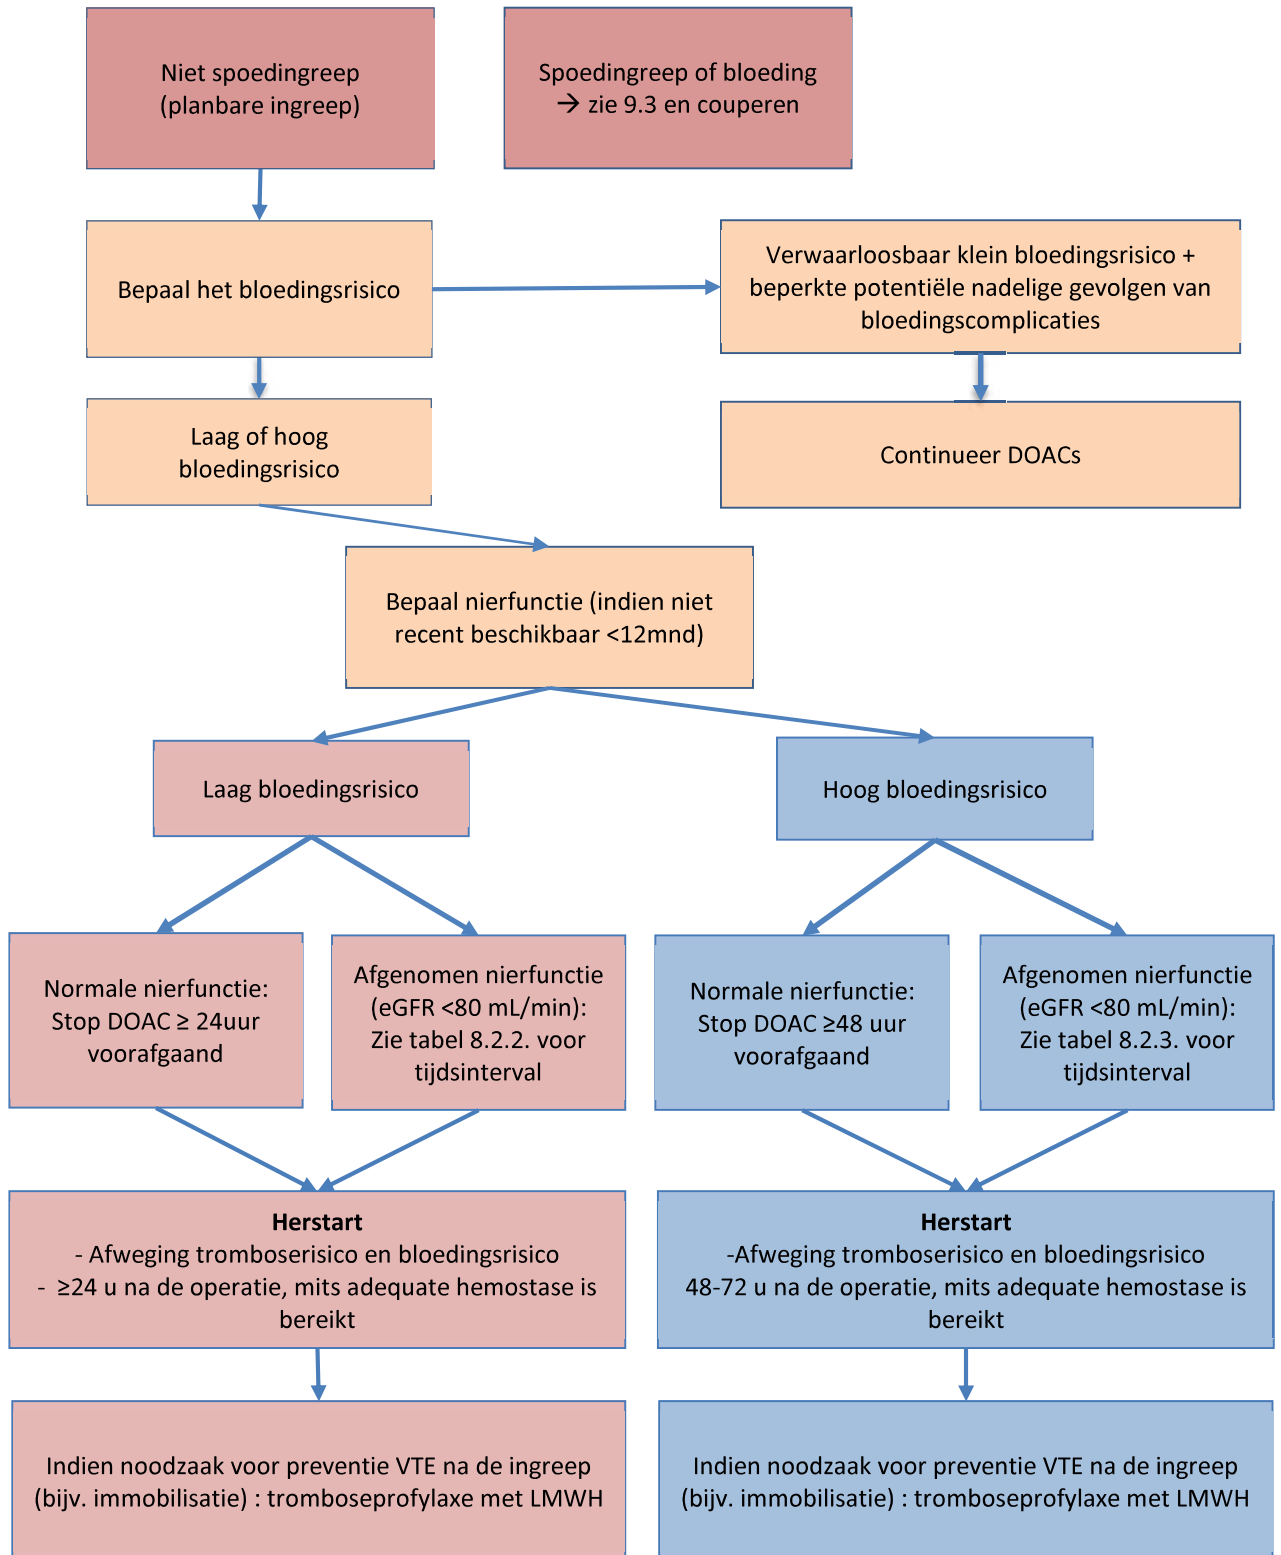 Niet spoedingreep
(planbare ingreep)
Spoedingreep of bloeding
→ zie 9.3 en couperen
Bepaal het bloedingsrisico
Verwaarloosbaar klein bloedingsrisico +
beperkte potentiële nadelige gevolgen van
bloedingscomplicaties
Laag of hoog
bloedingsrisico
Continueer DOACs
Bepaal nierfunctie (indien niet
recent beschikbaar <12mnd)
Laag bloedingsrisico
Hoog bloedingsrisico
Normale nierfunctie:
Stop DOAC ≥ 24uur
voorafgaand
Afgenomen nierfunctie
(eGFR <80 mL/min):
Zie tabel 8.2.2. voor
tijdsinterval
Normale nierfunctie:
Stop DOAC ≥48 uur
voorafgaand
Afgenomen nierfunctie
(eGFR <80 mL/min):
Zie tabel 8.2.3. voor
tijdsinterval
Herstart
- Afweging tromboserisico en bloedingsrisico
- ≥24 u na de operatie, mits adequate hemostase is
bereikt
Herstart
-Afweging tromboserisico en bloedingsrisico
48-72 u na de operatie, mits adequate hemostase is
bereikt
Indien noodzaak voor preventie VTE na de ingreep
(bijv. immobilisatie) : tromboseprofylaxe met LMWH
Indien noodzaak voor preventie VTE na de ingreep
(bijv. immobilisatie) : tromboseprofylaxe met LMWH